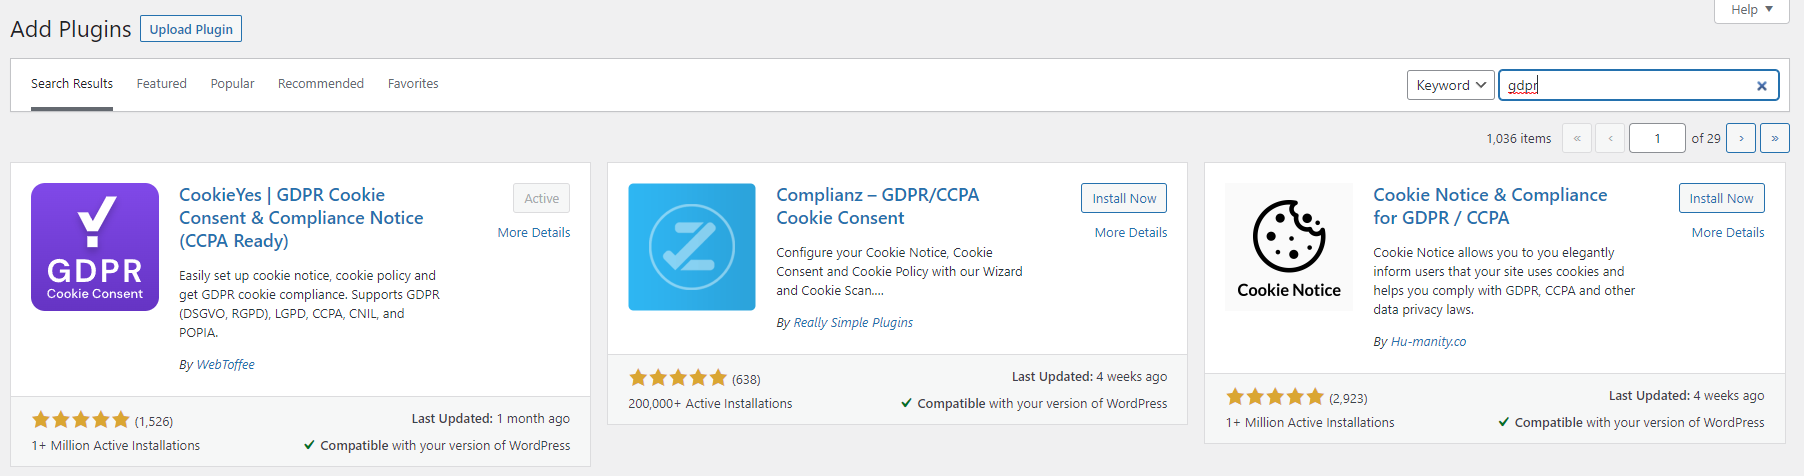 Help
Add Plugins Upload Plugin
Search Results Featured Popular Recommended Favorites Keyword gdpr
1,036 items « ‹ 1 of 29 › »
GDPR
Cookie Consent
CookieYes | GDPR Cookie
Consent & Compliance Notice
(CCPA Ready)
Active
More Details
Easily set up cookie notice, cookie policy and
get GDPR cookie compliance. Supports GDPR
(DSGVO, RGPD), LGPD, CCPA, CNIL, and
POPIA.
By WebToffee
(1,526)
Last Updated: 1 month ago
1+ Million Active Installations
Compatible with your version of WordPress
Complianz – GDPR/CCPA
Cookie Consent
Install Now
More Details
Configure your Cookie Notice, Cookie
Consent and Cookie Policy with our Wizard
and Cookie Scan....
By Really Simple Plugins
(638)
Last Updated: 4 weeks ago
200,000+ Active Installations
Compatible with your version of WordPress
Cookie Notice
Cookie Notice & Compliance
for GDPR / CCPA
Install Now
More Details
Cookie Notice allows you to you elegantly
inform users that your site uses cookies and
helps you comply with GDPR, CCPA and other
data privacy laws.
By Hu-manity.co
(2,923)
Last Updated: 4 weeks ago
1+ Million Active Installations
Compatible with your version of WordPress